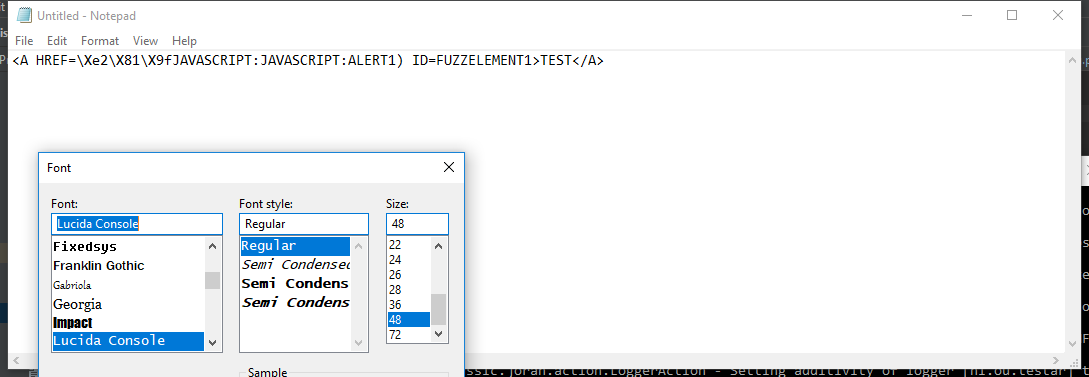 Untitled - Notepad
File Edit Format View Help
<A HREF=\Xe2\X81\X9fJAVASCRIPT:JAVASCRIPT:ALERT1) ID=FUZZELEMENT1>TEST</A>
Font
Font: Font style: Size:
Lucida Console Regular 48
Fixedsys Regular 22
Franklin Gothic Semi Condensed 24
Gabriola Semi Condens 26
Georgia Semi Condens 28
Impact 36
Lucida Console 48
72
Sample
ssic.joran.action.LoggerAction - Setting additivity of logger [nl.ou.testar]